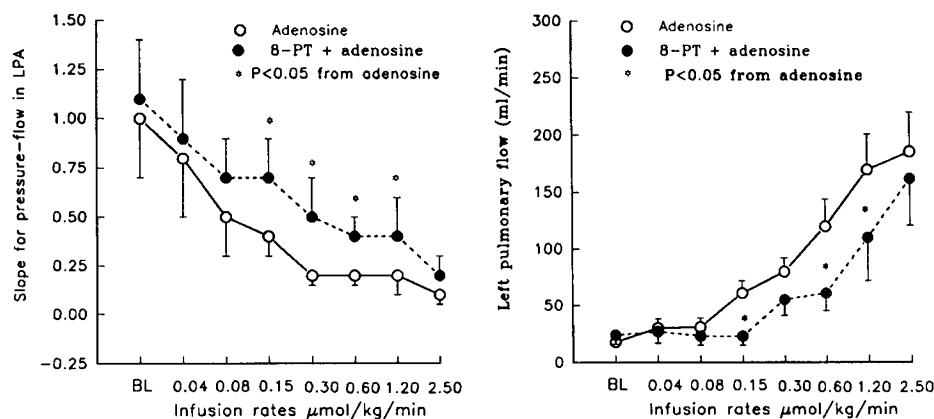 1.50
1.25
1.00
0.75
0.50
0.25
0.00
-0.25
Slope for pressure-flow in LPA
Adenosine
8-PT + adenosine
* P<0.05 from adenosine
*
*
*
*
BL 0.04 0.08 0.15 0.30 0.60 1.20 2.50
Infusion rates μmol/kg/min
300
250
200
150
100
50
0
Left pulmonary flow (ml/min)
Adenosine
8-PT + adenosine
* P<0.05 from adenosine
*
*
*
BL 0.04 0.08 0.15 0.30 0.60 1.20 2.50
Infusion rates μmol/kg/min